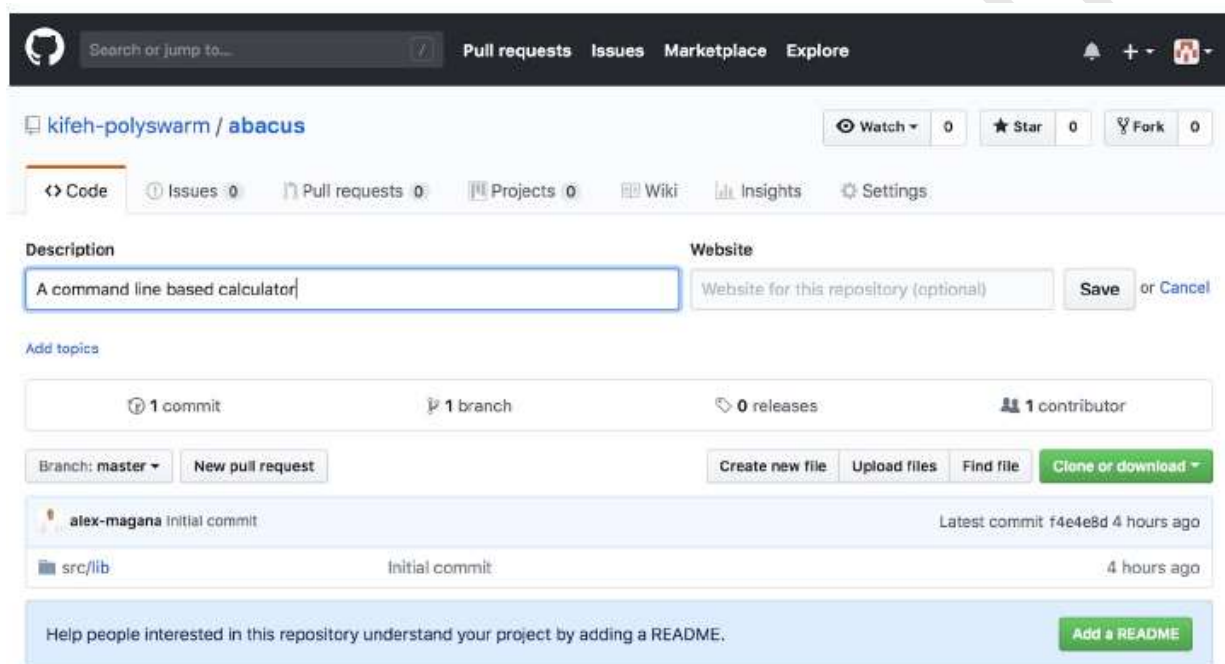 Search or jump to... / Pull requests Issues Marketplace Explore
kifeh-polyswarm / abacus Watch 0 Star 0 Fork 0
Code Issues 0 Pull requests 0 Projects 0 Wiki Insights Settings
Description Website
A command line based calculator Website for this repository (optional) Save or Cancel
Add topics
1 commit 1 branch 0 releases 1 contributor
Branch: master New pull request Create new file Upload files Find file Clone or download
alex-magana Initial commit Latest commit f4e4e8d 4 hours ago
src/lib Initial commit 4 hours ago
Help people interested in this repository understand your project by adding a README. Add a README